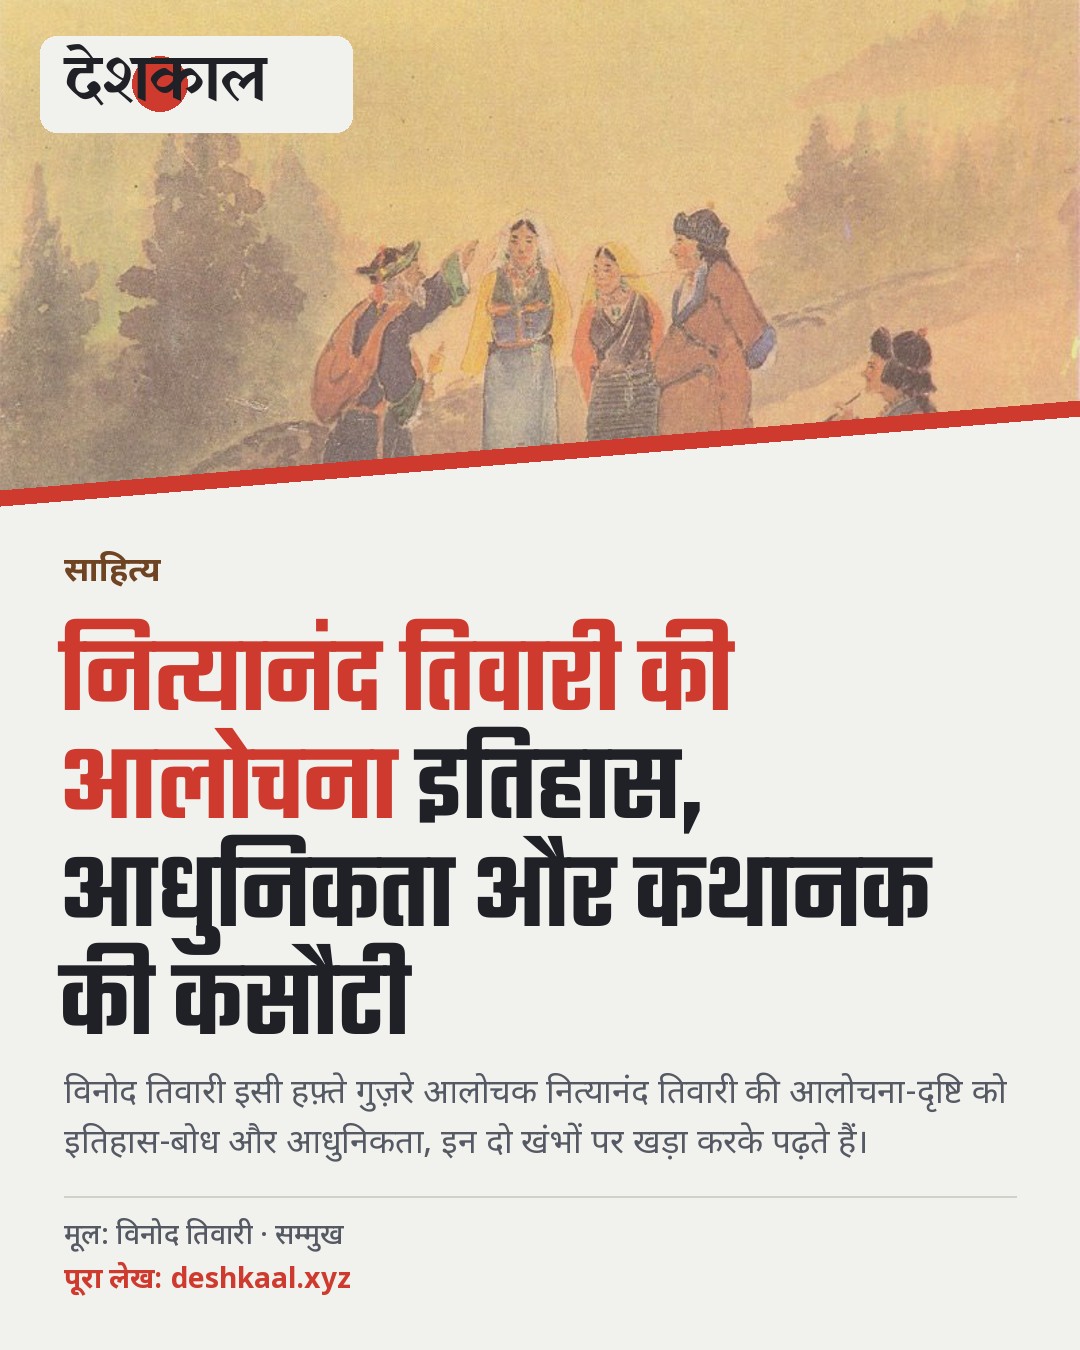 देशकाल
साहित्य
नित्यानंद तिवारी की
आलोचना इतिहास,
आधुनिकता और कथानक
की कसौटी
विनोद तिवारी इसी हफ़्ते गुज़रे आलोचक नित्यानंद तिवारी की आलोचना-दृष्टि को
इतिहास-बोध और आधुनिकता, इन दो खंभों पर खड़ा करके पढ़ते हैं।
मूल: विनोद तिवारी · सम्मुख
पूरा लेख: deshkaal.xyz